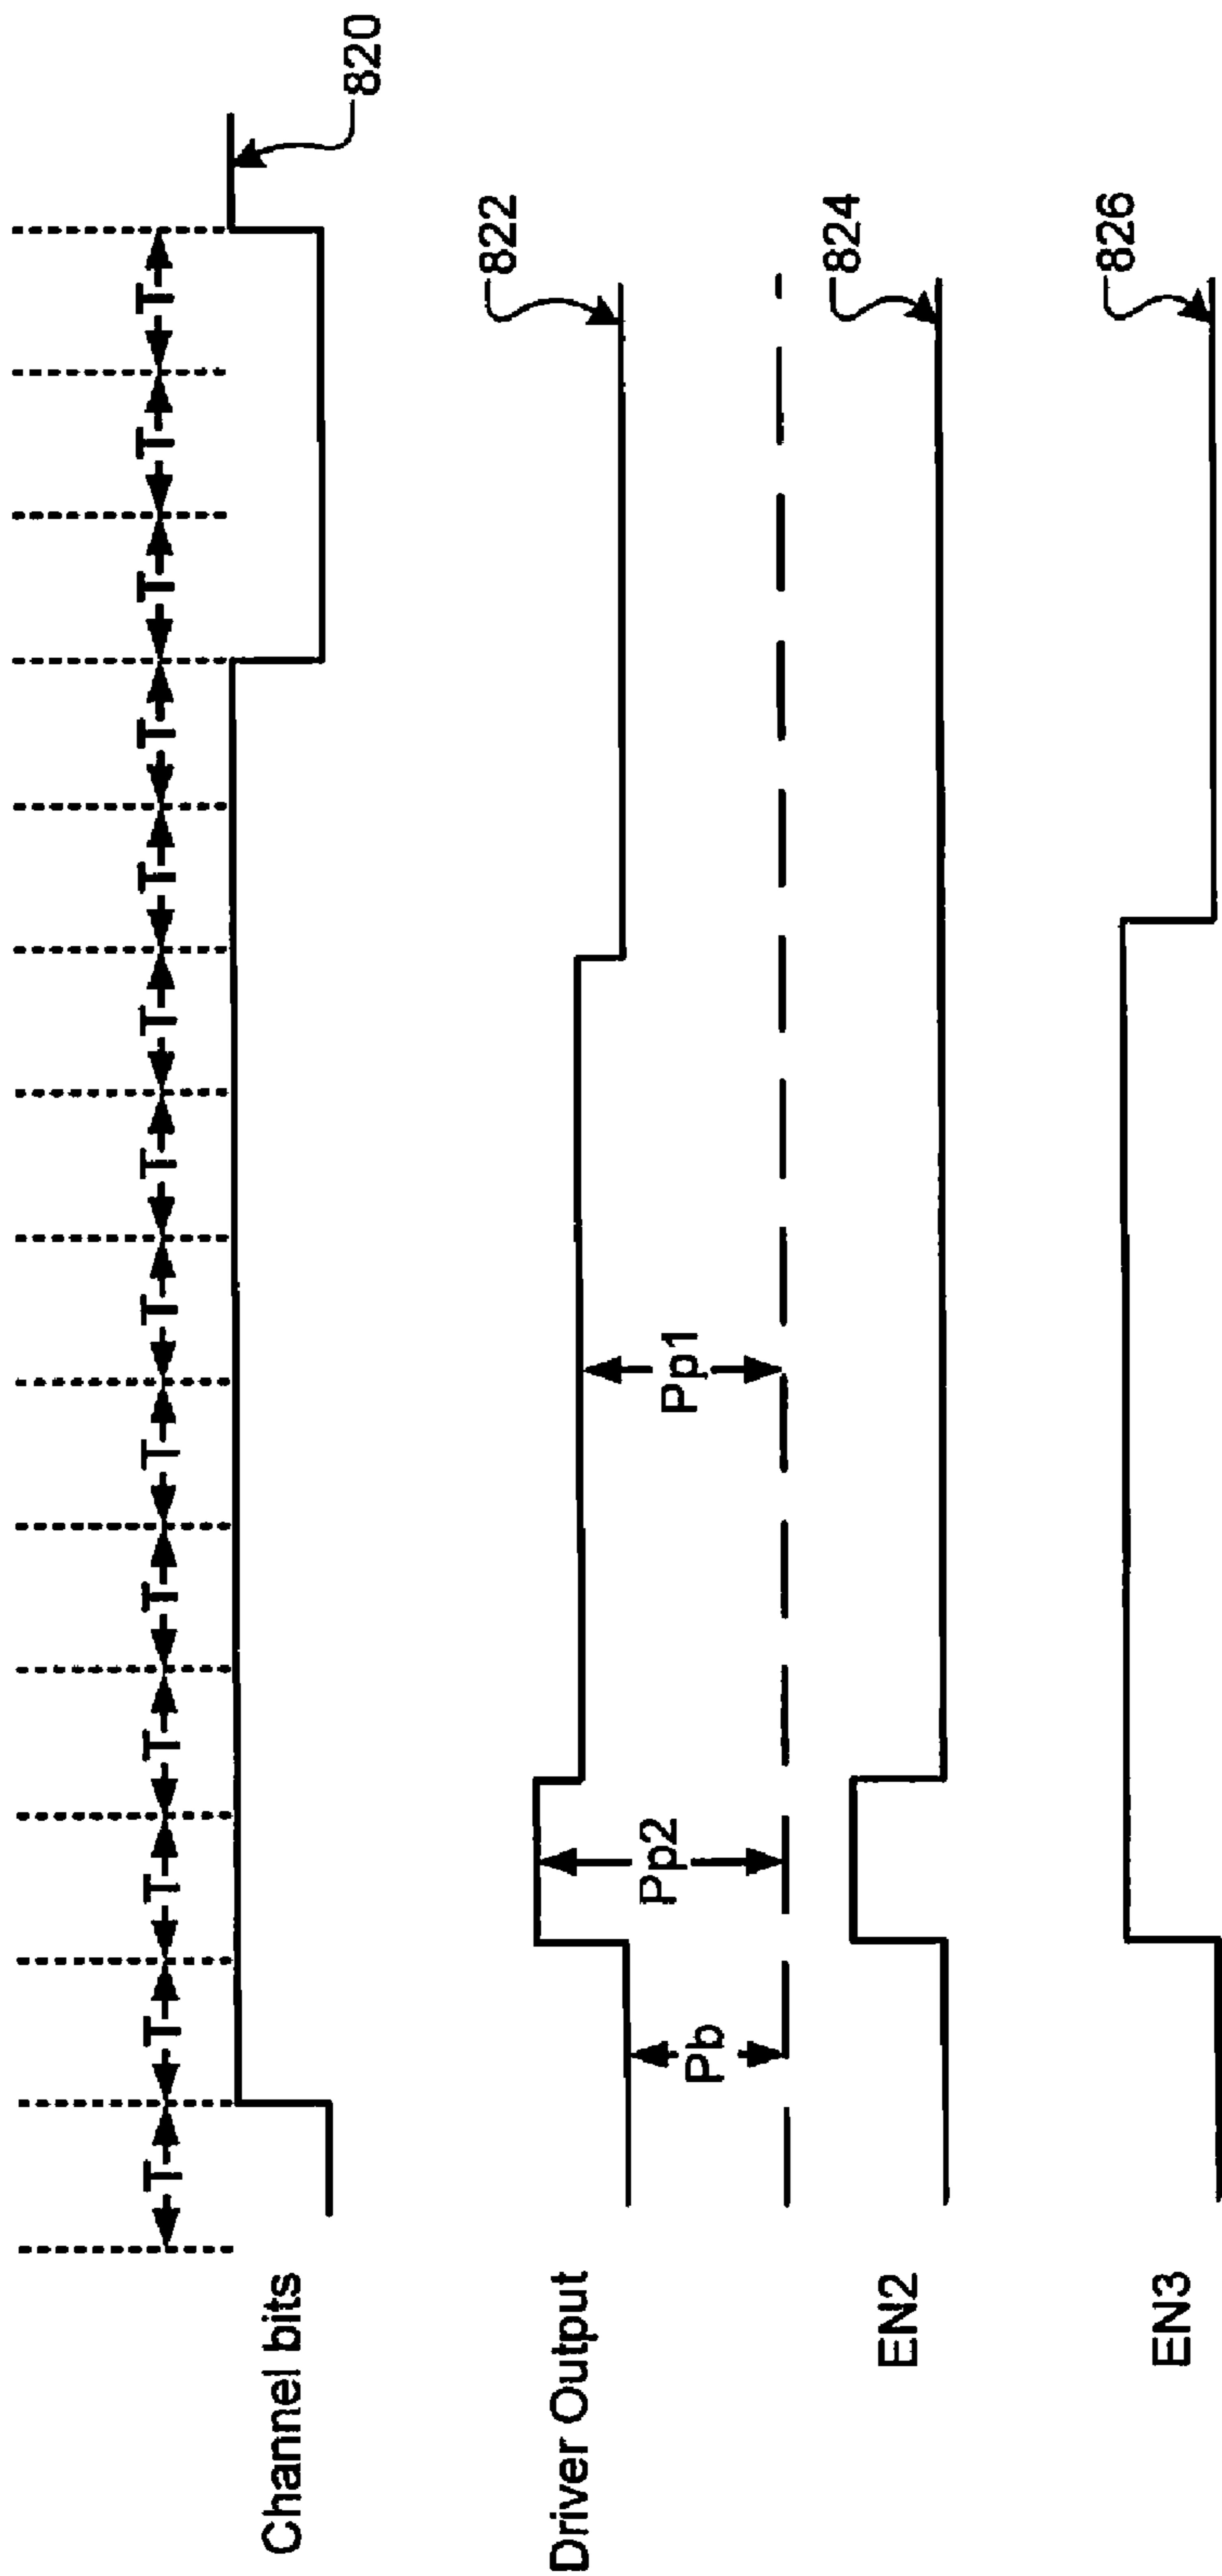 T T T T T T T T T T T T T T
Channel bits
820
Driver Output
Pb
Pp2
Pp1
822
EN2
824
EN3
826